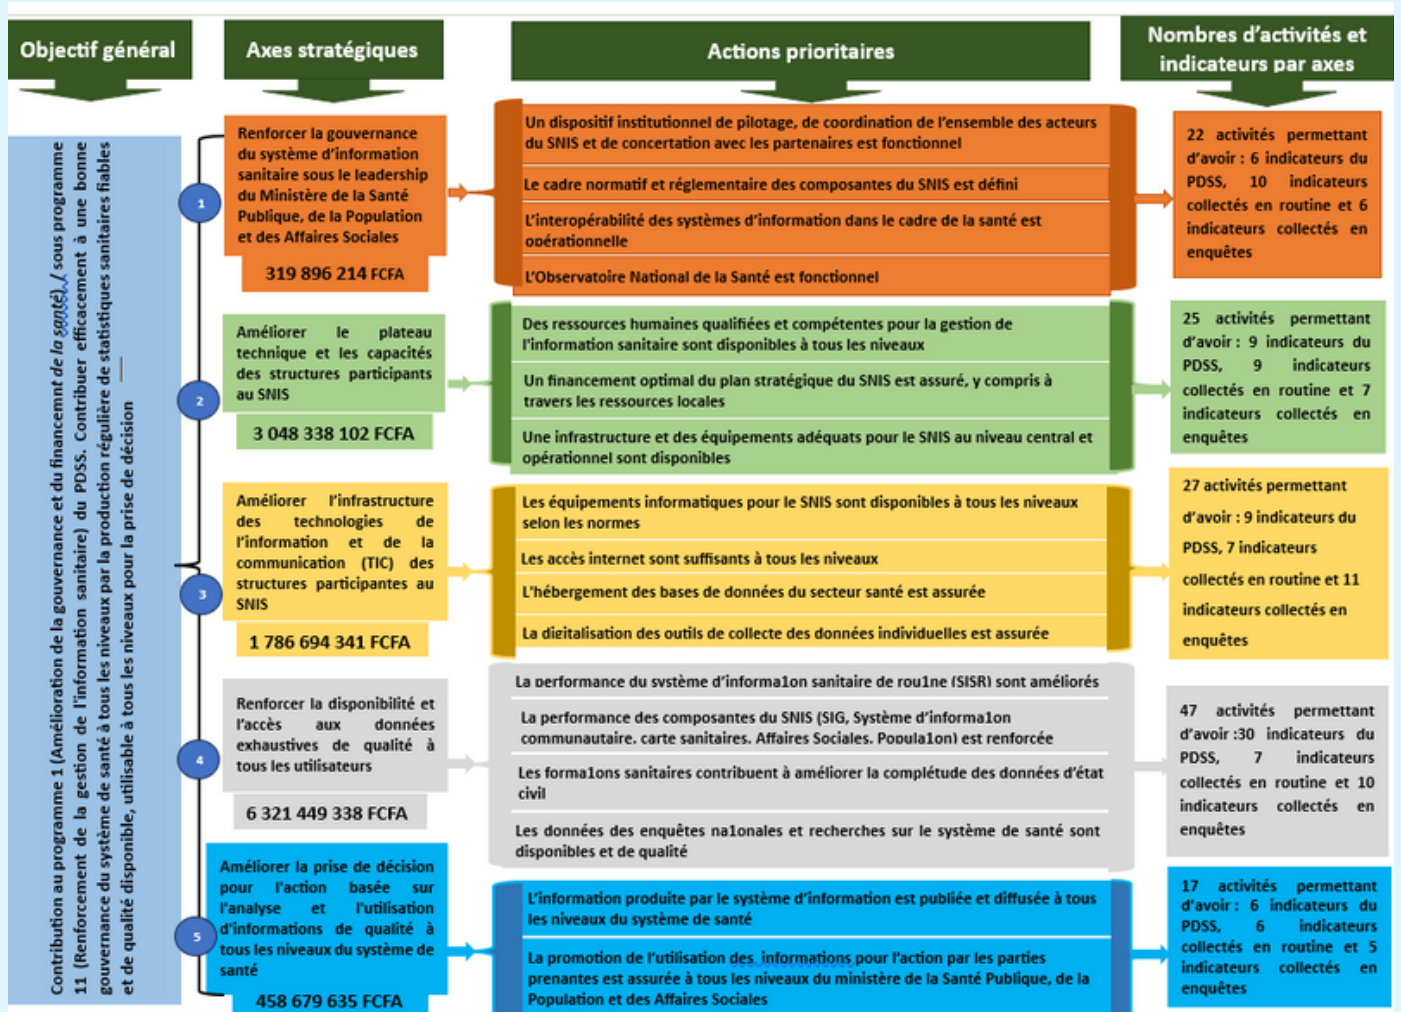 Objectif général
Axes stratégiques
Actions prioritaires
Nombres d'activités et
indicateurs par axes
Contribution au programme 1 (Amélioration de la gouvernance et du financemnt de la santé) / sous programme
11 (Renforcement de la gestion de l'information sanitaire) du PDSS. Contribuer efficacement à une bonne
gouvernance du système de santé à tous les niveaux par la production régulière de statistiques sanitaires fiables
et de qualité disponible, utilisable à tous les niveaux pour la prise de décision
1
Renforcer la gouvernance
du système d'information
sanitaire sous le leadership
du Ministère de la Santé
Publique, de la Population
et des Affaires Sociales
319 896 214 FCFA
Un dispositif institutionnel de pilotage, de coordination de l'ensemble des acteurs
du SNIS et de concertation avec les partenaires est fonctionnel
Le cadre normatif et réglementaire des composantes du SNIS est défini
L'interopérabilité des systèmes d'information dans le cadre de la santé est
opérationnelle
L'Observatoire National de la Santé est fonctionnel
22 activités permettant
d'avoir : 6 indicateurs du
PDSS, 10 indicateurs
collectés en routine et 6
indicateurs collectés en
enquêtes
2
Améliorer le plateau
technique et les capacités
des structures participants
au SNIS
3 048 338 102 FCFA
Des ressources humaines qualifiées et compétentes pour la gestion de
l'information sanitaire sont disponibles à tous les niveaux
Un financement optimal du plan stratégique du SNIS est assuré, y compris à
travers les ressources locales
Une infrastructure et des équipements adéquats pour le SNIS au niveau central et
opérationnel sont disponibles
25 activités permettant
d'avoir : 9 indicateurs du
PDSS, 9 indicateurs
collectés en routine et 7
indicateurs collectés en
enquêtes
3
Améliorer l'infrastructure
des technologies de
l'information et de la
communication (TIC) des
structures participantes au
SNIS
1 786 694 341 FCFA
Les équipements informatiques pour le SNIS sont disponibles à tous les niveaux
selon les normes
Les accès internet sont suffisants à tous les niveaux
L'hébergement des bases de données du secteur santé est assurée
La digitalisation des outils de collecte des données individuelles est assurée
27 activités permettant
d'avoir : 9 indicateurs du
PDSS, 7 indicateurs
collectés en routine et 11
indicateurs collectés en
enquêtes
4
Renforcer la disponibilité et
l'accès aux données
exhaustives de qualité à
tous les utilisateurs
6 321 449 338 FCFA
La performance du système d'informa1on sanitaire de rou1ne (SISR) sont améliorés
La performance des composantes du SNIS (SIG, Système d'informa1on
communautaire, carte sanitaires, Affaires Sociales, Popula1on) est renforcée
Les forma1ons sanitaires contribuent à améliorer la complétude des données d'état
civil
Les données des enquêtes na1onales et recherches sur le système de santé sont
disponibles et de qualité
47 activités permettant
d'avoir :30 indicateurs du
PDSS, 7 indicateurs
collectés en routine et 10
indicateurs collectés en
enquêtes
5
Améliorer la prise de décision
pour l'action basée sur
l'analyse et l'utilisation
d'informations de qualité à
tous les niveaux du système de
santé
458 679 635 FCFA
L'information produite par le système d'information est publiée et diffusée à tous
les niveaux du système de santé
La promotion de l'utilisation des informations pour l'action par les parties
prenantes est assurée à tous les niveaux du ministère de la Santé Publique, de la
Population et des Affaires Sociales
17 activités permettant
d'avoir : 6 indicateurs du
PDSS, 6 indicateurs
collectés en routine et 5
indicateurs collectés en
enquêtes